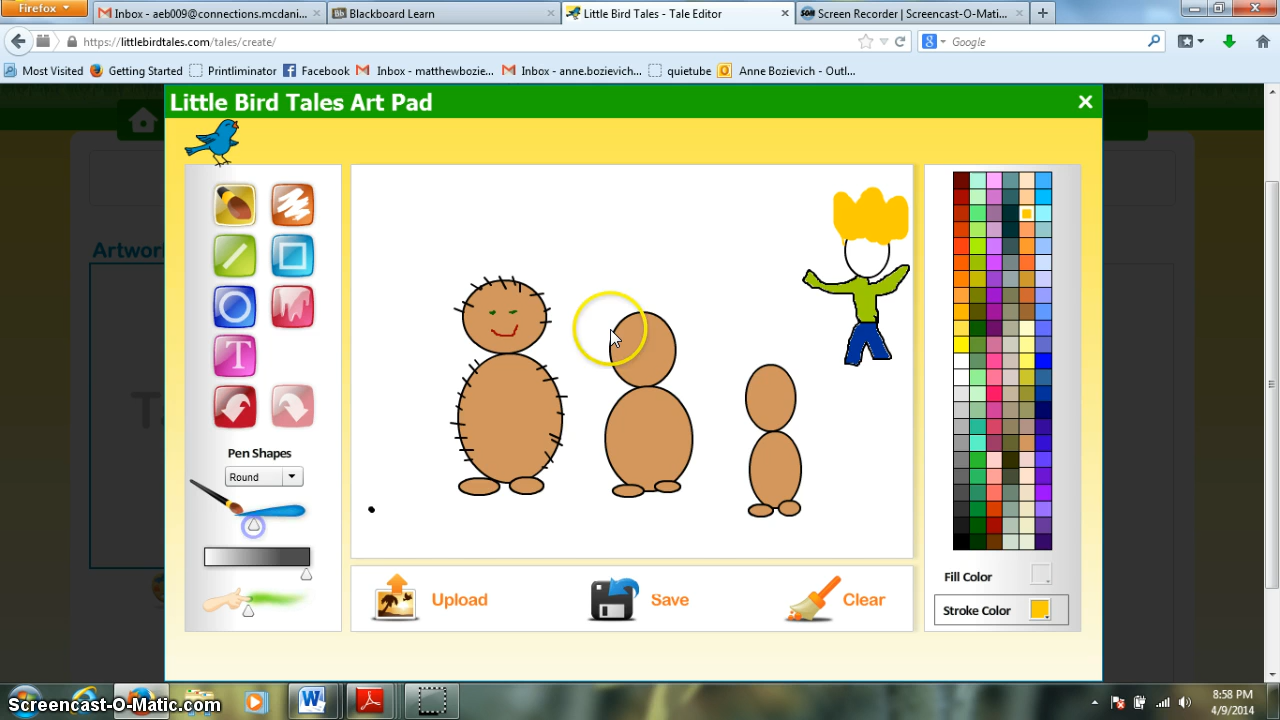 Firefox
Inbox - aeb009@connections.mcdani...
Blackboard Learn
Little Bird Tales - Tale Editor
Screen Recorder | Screencast-O-Mati...
https://littlebirdtales.com/tales/create/
Google
Most Visited
Getting Started
Printliminator
Facebook
Inbox - matthewbozie...
Inbox - anne.bozievich...
quietube
Anne Bozievich - Outl...
Little Bird Tales Art Pad
Artwor
T
T
Pen Shapes
Round
Upload
Save
Clear
Fill Color
Stroke Color
Screencast-O-Matic.com
8:58 PM
4/9/2014